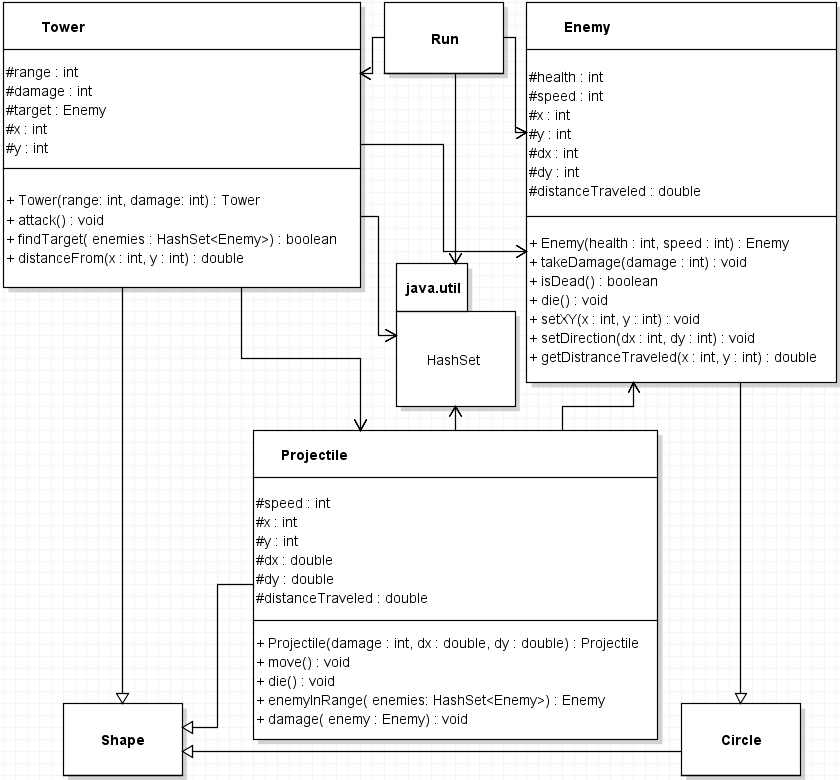 Tower
#range : int
#damage : int
#target : Enemy
#x : int
#y : int
+ Tower(range: int, damage: int) : Tower
+ attack() : void
+ findTarget( enemies : HashSet<Enemy>) : boolean
+ distanceFrom(x : int, y : int) : double
Run
Enemy
#health : int
#speed : int
#x : int
#y : int
#dx : int
#dy : int
#distanceTraveled : double
+ Enemy(health : int, speed : int) : Enemy
+ takeDamage(damage : int) : void
+ isDead() : boolean
+ die() : void
+ setXY(x : int, y : int) : void
+ setDirection(dx : int, dy : int) : void
+ getDistranceTraveled(x : int, y : int) : double
java.util
HashSet
Projectile
#speed : int
#x : int
#y : int
#dx : double
#dy : double
#distanceTraveled : double
+ Projectile(damage : int, dx : double, dy : double) : Projectile
+ move() : void
+ die() : void
+ enemyInRange( enemies: HashSet<Enemy>) : Enemy
+ damage( enemy : Enemy) : void
Shape
Circle